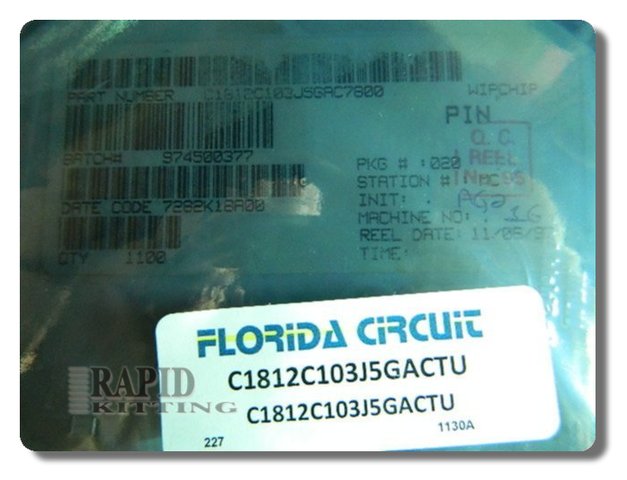 PART NUMBER C1812C103J5GAC7800 WIPCHIP
PIN
Q.C.
REEL
BATCH# 974500377
PKG # : 020
STATION #
DATE CODE 7282K18A00
INIT:
MACHINE NO:
REEL DATE: 11/06/97
QTY 1100
TIME:
FLORIDA CIRCUIT
C1812C103J5GACTU
C1812C103J5GACTU
227 1130A
RAPID
KITTING